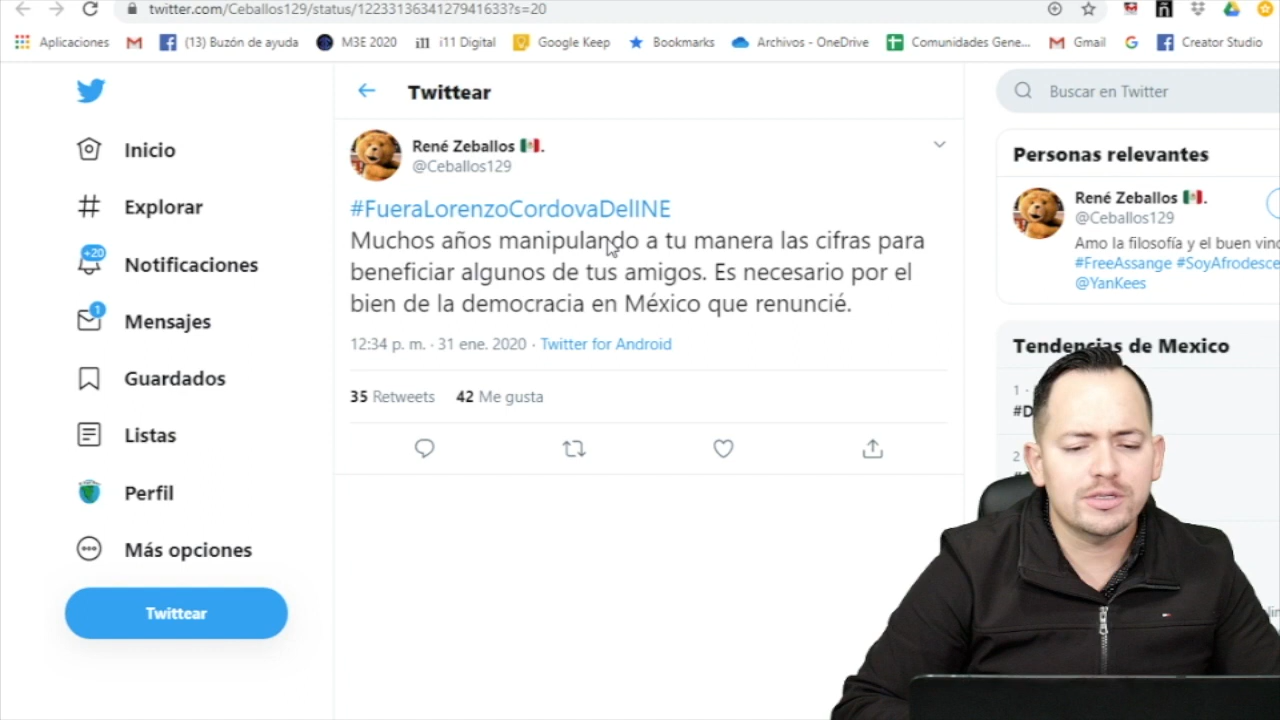 twitter.com/Ceballos129/status/1223313634127941633?s=20
Aplicaciones (13) Buzón de ayuda M3E 2020 i11 Digital Google Keep Bookmarks Archivos - OneDrive Comunidades Gene... Gmail Creator Studio
Inicio
Explorar
+20
Notificaciones
1
Mensajes
Guardados
Listas
Perfil
Más opciones
Twittear
Twittear
René Zeballos 🇲🇽.
@Ceballos129
#FueraLorenzoCordovaDelINE
Muchos años manipulando a tu manera las cifras para
beneficiar algunos de tus amigos. Es necesario por el
bien de la democracia en México que renuncié.
12:34 p. m. · 31 ene. 2020 · Twitter for Android
35 Retweets 42 Me gusta
Buscar en Twitter
Personas relevantes
René Zeballos 🇲🇽.
@Ceballos129
Amo la filosofía y el buen
#FreeAssange
@YanKees
Tendencias de Mexico
1 ·
2